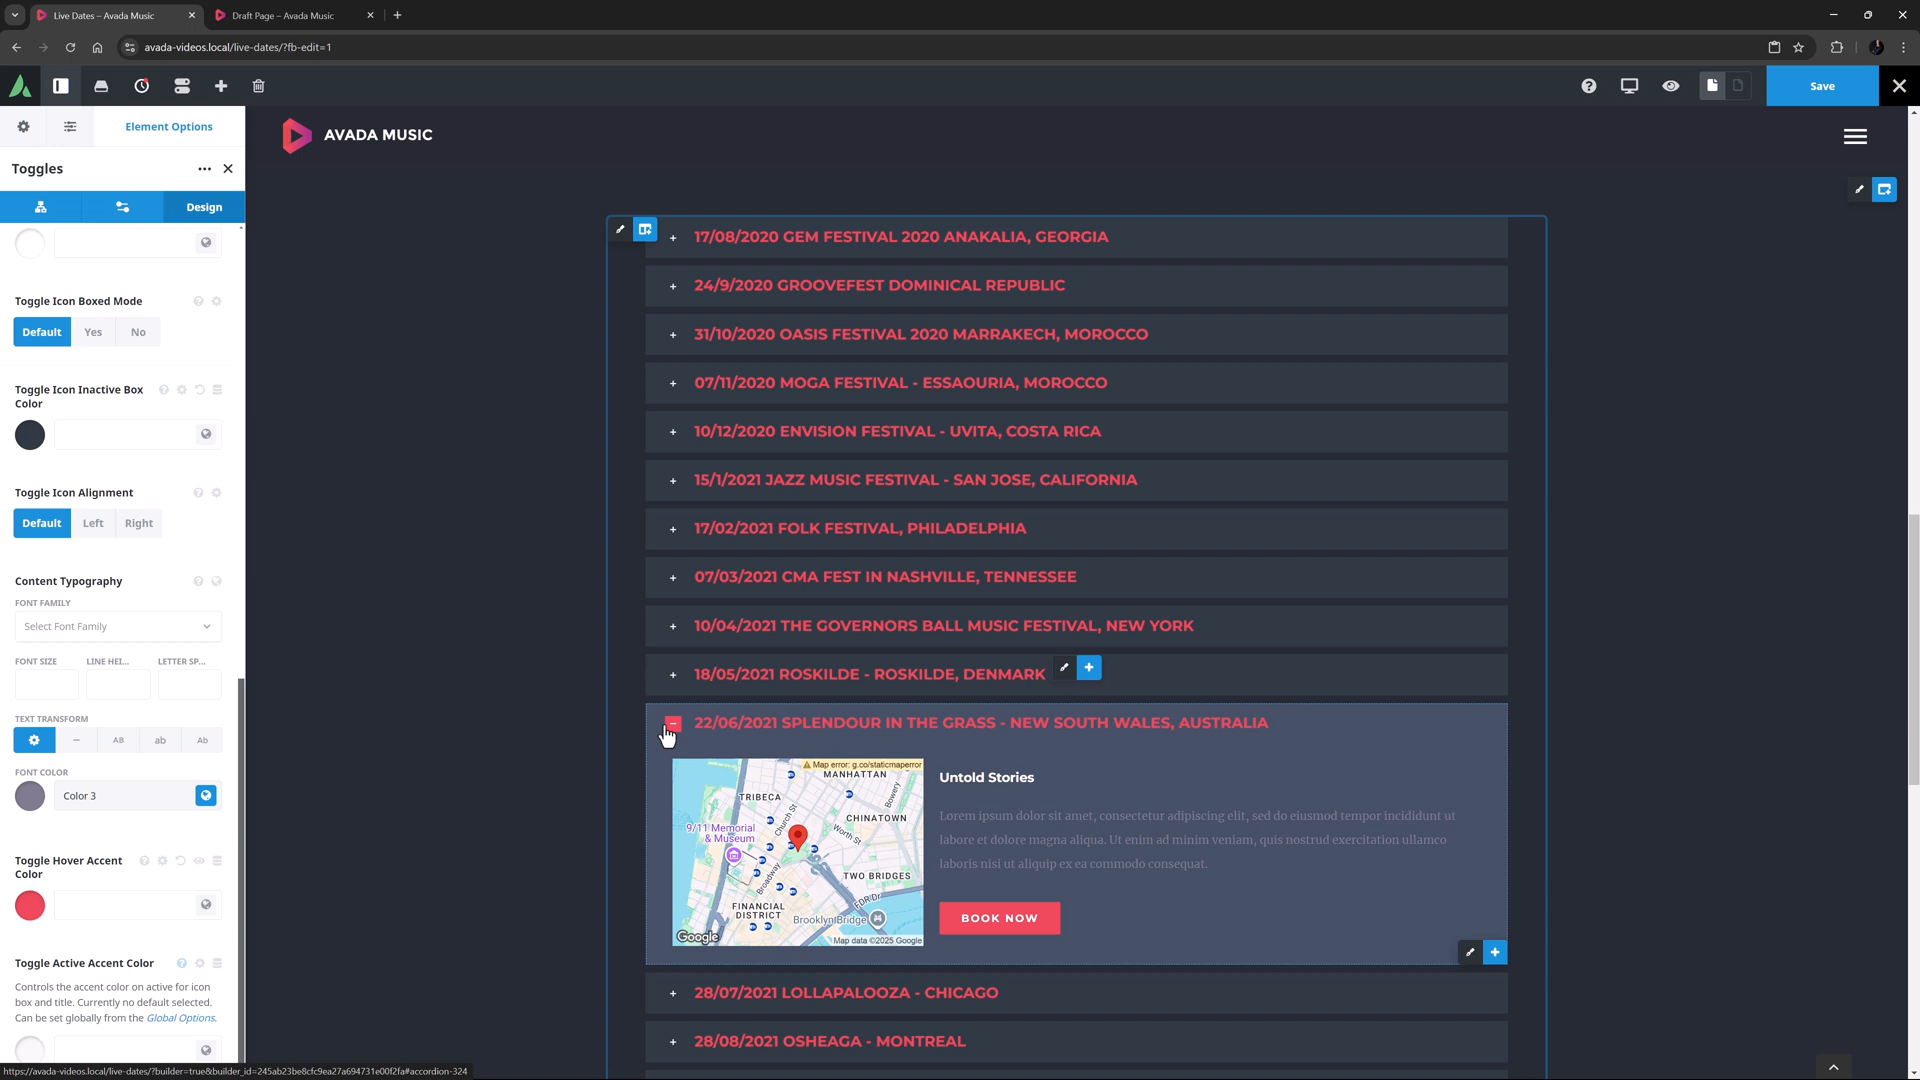 Live Dates – Avada Music
Draft Page – Avada Music
avada-videos.local/live-dates/?fb-edit=1
Save
Element Options
AVADA MUSIC
Toggles
Design
Toggle Icon Boxed Mode
Default
Yes
No
Toggle Icon Inactive Box
Color
Toggle Icon Alignment
Default
Left
Right
Content Typography
FONT FAMILY
Select Font Family
FONT SIZE
LINE HEI...
LETTER SP...
TEXT TRANSFORM
AB
ab
Ab
FONT COLOR
Color 3
Toggle Hover Accent
Color
Toggle Active Accent Color
Controls the accent color on active for icon
box and title. Currently no default selected.
Can be set globally from the Global Options.
17/08/2020 GEM FESTIVAL 2020 ANAKALIA, GEORGIA
24/9/2020 GROOVEFEST DOMINICAL REPUBLIC
31/10/2020 OASIS FESTIVAL 2020 MARRAKECH, MOROCCO
07/11/2020 MOGA FESTIVAL - ESSAOURIA, MOROCCO
10/12/2020 ENVISION FESTIVAL - UVITA, COSTA RICA
15/1/2021 JAZZ MUSIC FESTIVAL - SAN JOSE, CALIFORNIA
17/02/2021 FOLK FESTIVAL, PHILADELPHIA
07/03/2021 CMA FEST IN NASHVILLE, TENNESSEE
10/04/2021 THE GOVERNORS BALL MUSIC FESTIVAL, NEW YORK
18/05/2021 ROSKILDE - ROSKILDE, DENMARK
22/06/2021 SPLENDOUR IN THE GRASS - NEW SOUTH WALES, AUSTRALIA
Map error: g.co/staticmaperror
MANHATTAN
TRIBECA
Church St
Bowery
CHINATOWN
Worth St
9/11 Memorial
& Museum
Broadway
TWO BRIDGES
FDR Dr
FINANCIAL
DISTRICT
Brooklyn Bridge
Google
Map data ©2025 Google
Untold Stories
Lorem ipsum dolor sit amet, consectetur adipiscing elit, sed do eiusmod tempor incididunt ut
labore et dolore magna aliqua. Ut enim ad minim veniam, quis nostrud exercitation ullamco
laboris nisi ut aliquip ex ea commodo consequat.
BOOK NOW
28/07/2021 LOLLAPALOOZA - CHICAGO
28/08/2021 OSHEAGA - MONTREAL
https://avada-videos.local/live-dates/?builder=true&builder_id=245ab23be8cfc9ea27a694731e00f2fa#accordion-324